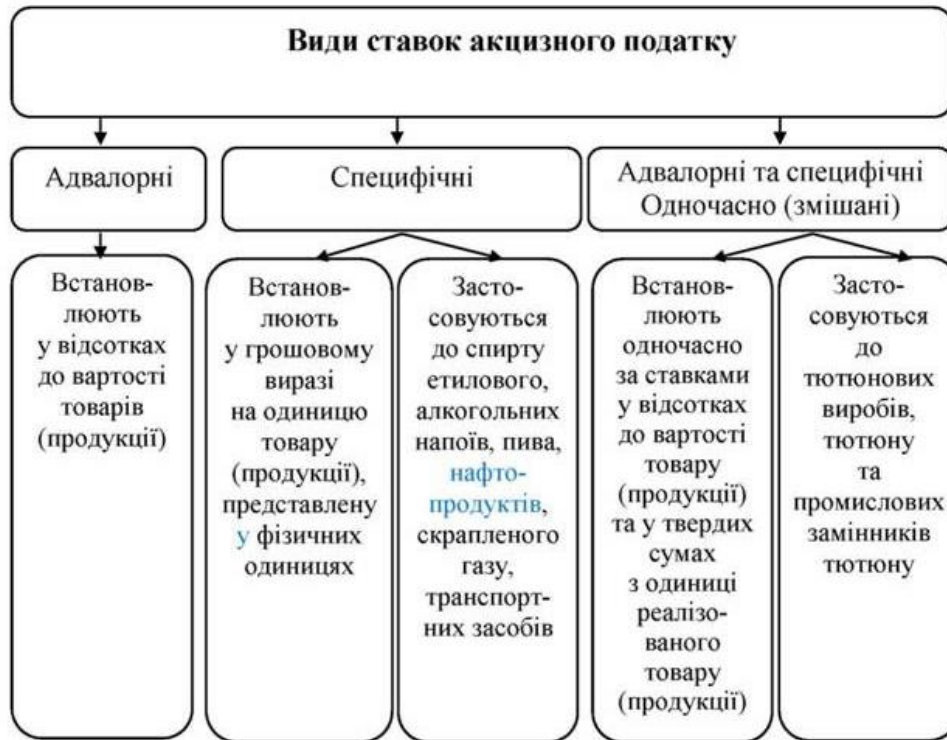 Види ставок акцизного податку
Адвалорні
Специфічні
Адвалорні та специфічні
Одночасно (змішані)
Встанов-
люють
у відсотках
до вартості
товарів
(продукції)
Встанов-
люють
у грошовому
виразі
на одиницю
товару
(продукції),
представлену
у фізичних
одиницях
Засто-
совуються
до спирту
етилового,
алкогольних
напоїв, пива,
нафто-
продуктів,
скрапленого
газу,
транспорт-
них засобів
Встанов-
люють
одночасно
за ставками
у відсотках
до вартості
товару
(продукції)
та у твердих
сумах
з одиниці
реалізо-
ваного
товару
(продукції)
Засто-
совуються
до
тютюнових
виробів,
тютюну
та
промислових
замінників
тютюну